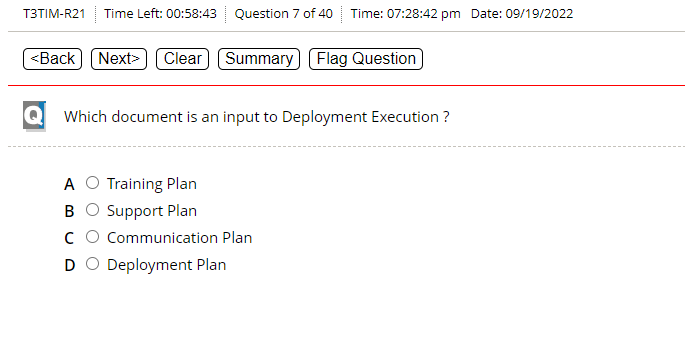 T3TIM-R21 Time Left: 00:58:43 Question 7 of 40 Time: 07:28:42 pm Date: 09/19/2022
<Back Next> Clear Summary Flag Question
Q Which document is an input to Deployment Execution ?
A Training Plan
B Support Plan
C Communication Plan
D Deployment Plan